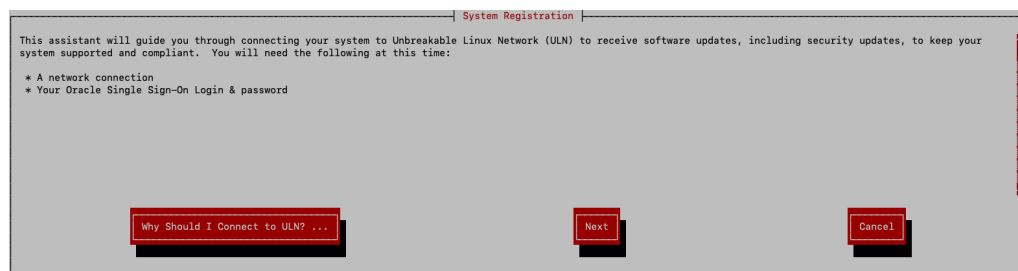 System Registration
This assistant will guide you through connecting your system to Unbreakable Linux Network (ULN) to receive software updates, including security updates, to keep your
system supported and compliant.  You will need the following at this time:
* A network connection
* Your Oracle Single Sign-On Login & password
Why Should I Connect to ULN? ...
Next
Cancel